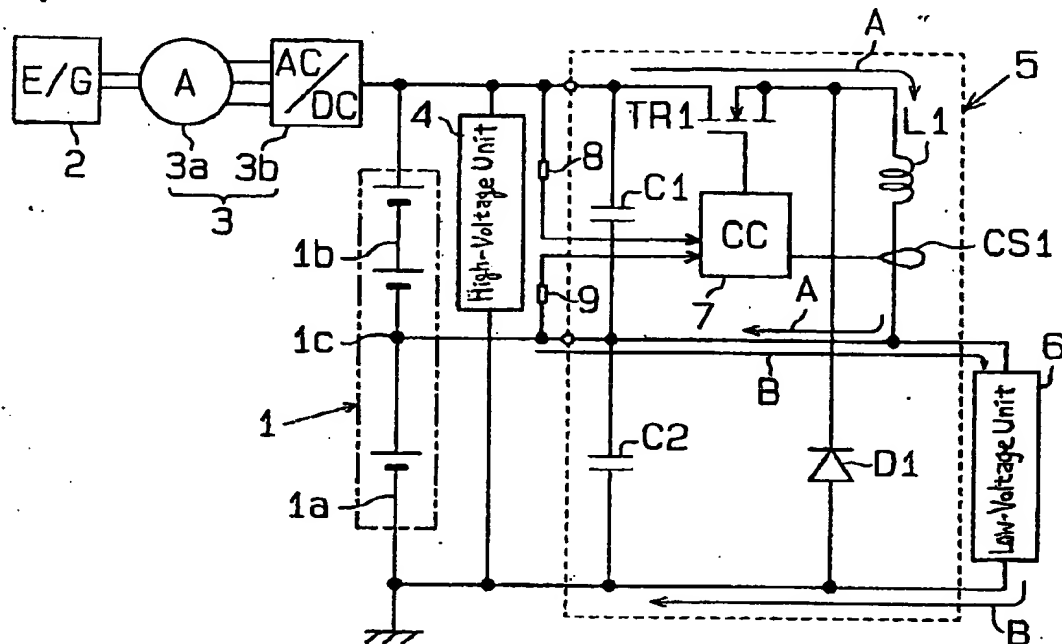 E/G
2
A
3a
AC/DC
3b
3
4
High-Voltage Unit
8
9
1b
1c
1
1a
A
5
TR1
L1
C1
CC
7
CS1
A
B
6
Low-Voltage Unit
C2
D1
B